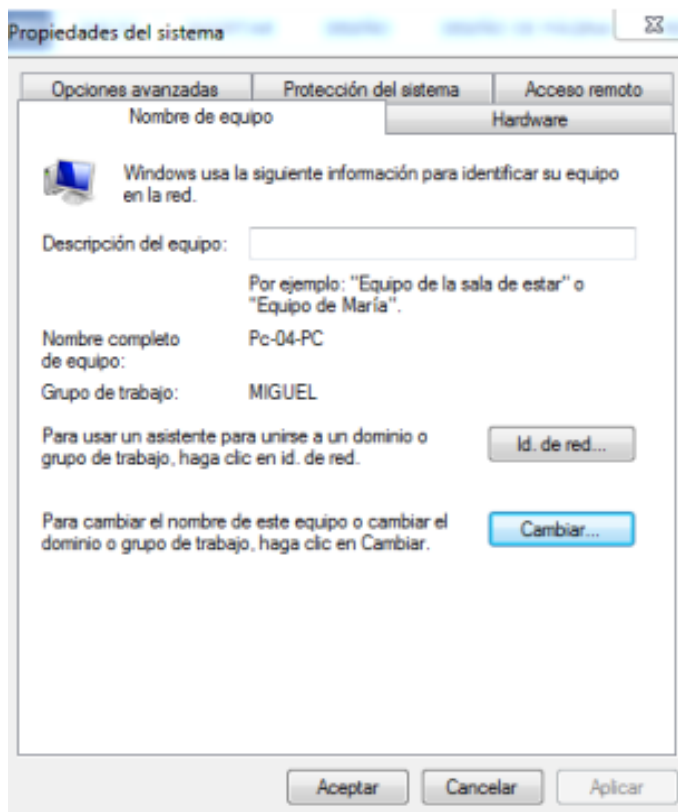 Propiedades del sistema
Opciones avanzadas
Protección del sistema
Acceso remoto
Nombre de equipo
Hardware
Windows usa la siguiente información para identificar su equipo
en la red.
Descripción del equipo:
Por ejemplo: "Equipo de la sala de estar" o
"Equipo de María".
Nombre completo
de equipo:
Pc-04-PC
Grupo de trabajo:
MIGUEL
Para usar un asistente para unirse a un dominio o
grupo de trabajo, haga clic en id. de red.
Id. de red...
Para cambiar el nombre de este equipo o cambiar el
dominio o grupo de trabajo, haga clic en Cambiar.
Cambiar...
Aceptar
Cancelar
Aplicar